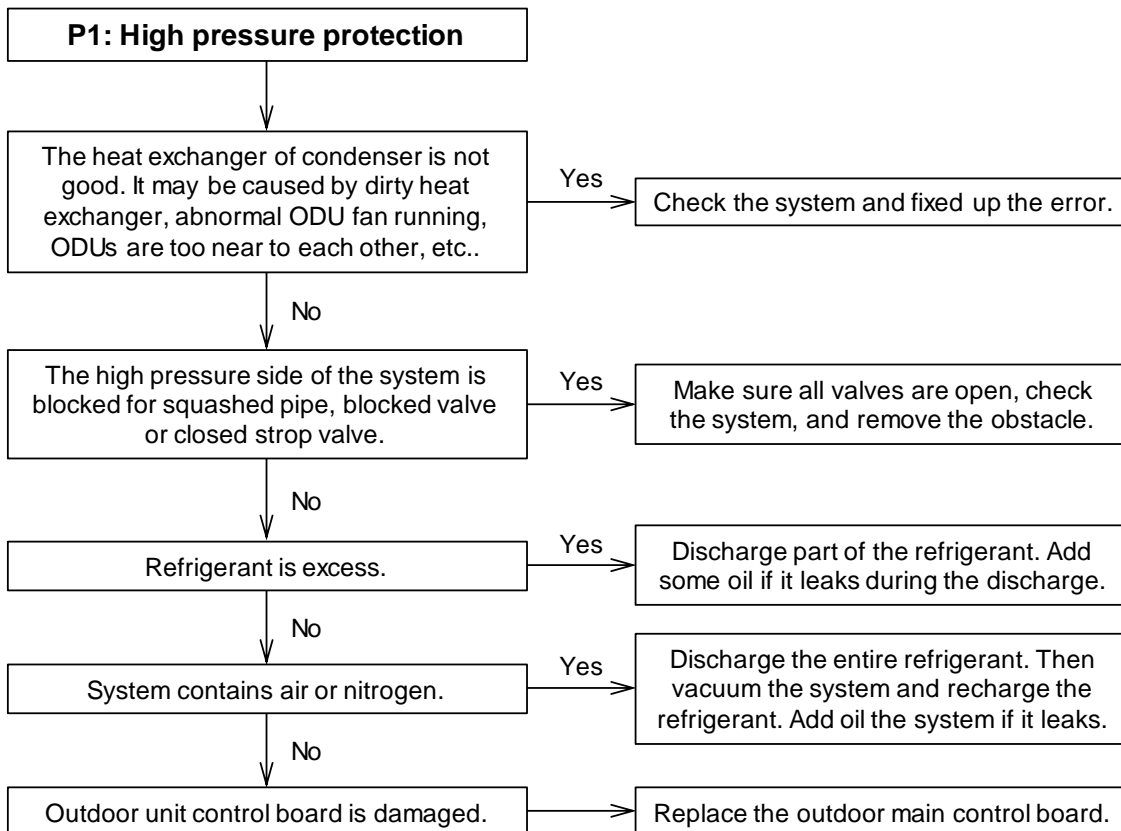 P1: High pressure protection
The heat exchanger of condenser is not
good. It may be caused by dirty heat
exchanger, abnormal ODU fan running,
ODUs are too near to each other, etc..
Yes
Check the system and fixed up the error.
No
The high pressure side of the system is
blocked for squashed pipe, blocked valve
or closed strop valve.
Yes
Make sure all valves are open, check
the system, and remove the obstacle.
No
Refrigerant is excess.
Yes
Discharge part of the refrigerant. Add
some oil if it leaks during the discharge.
No
System contains air or nitrogen.
Yes
Discharge the entire refrigerant. Then
vacuum the system and recharge the
refrigerant. Add oil the system if it leaks.
No
Outdoor unit control board is damaged.
Replace the outdoor main control board.